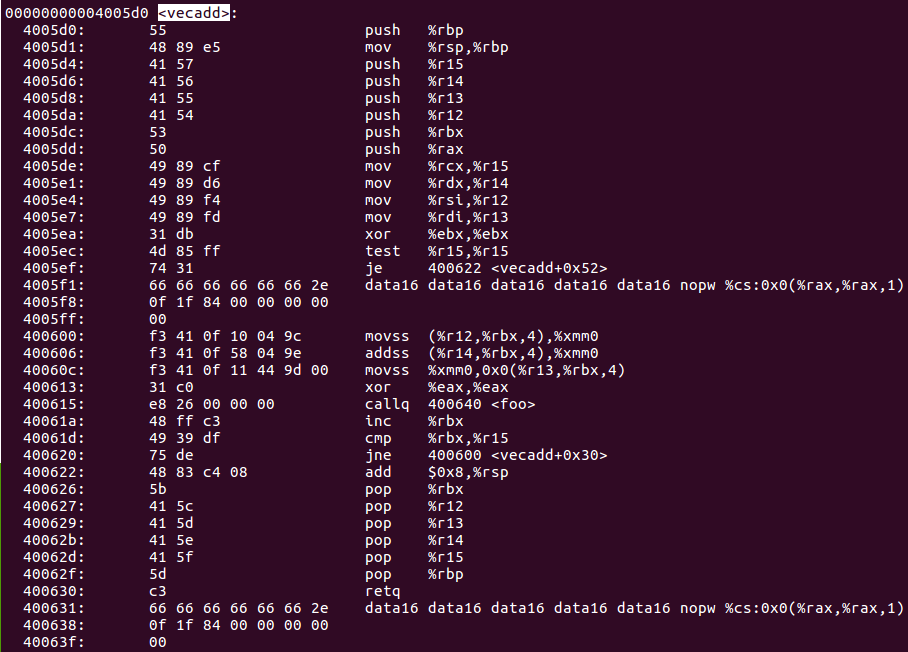 00000000004005d0 <vecadd>:
4005d0: 55 push %rbp
4005d1: 48 89 e5 mov %rsp,%rbp
4005d4: 41 57 push %r15
4005d6: 41 56 push %r14
4005d8: 41 55 push %r13
4005da: 41 54 push %r12
4005dc: 53 push %rbx
4005dd: 50 push %rax
4005de: 49 89 cf mov %rcx,%r15
4005e1: 49 89 d6 mov %rdx,%r14
4005e4: 49 89 f4 mov %rsi,%r12
4005e7: 49 89 fd mov %rdi,%r13
4005ea: 31 db xor %ebx,%ebx
4005ec: 4d 85 ff test %r15,%r15
4005ef: 74 31 je 400622 <vecadd+0x52>
4005f1: 66 66 66 66 66 66 2e data16 data16 data16 data16 data16 nopw %cs:0x0(%rax,%rax,1)
4005f8: 0f 1f 84 00 00 00 00
4005ff: 00
400600: f3 41 0f 10 04 9c movss (%r12,%rbx,4),%xmm0
400606: f3 41 0f 58 04 9e addss (%r14,%rbx,4),%xmm0
40060c: f3 41 0f 11 44 9d 00 movss %xmm0,0x0(%r13,%rbx,4)
400613: 31 c0 xor %eax,%eax
400615: e8 26 00 00 00 callq 400640 <foo>
40061a: 48 ff c3 inc %rbx
40061d: 49 39 df cmp %rbx,%r15
400620: 75 de jne 400600 <vecadd+0x30>
400622: 48 83 c4 08 add $0x8,%rsp
400626: 5b pop %rbx
400627: 41 5c pop %r12
400629: 41 5d pop %r13
40062b: 41 5e pop %r14
40062d: 41 5f pop %r15
40062f: 5d pop %rbp
400630: c3 retq
400631: 66 66 66 66 66 66 2e data16 data16 data16 data16 data16 nopw %cs:0x0(%rax,%rax,1)
400638: 0f 1f 84 00 00 00 00
40063f: 00